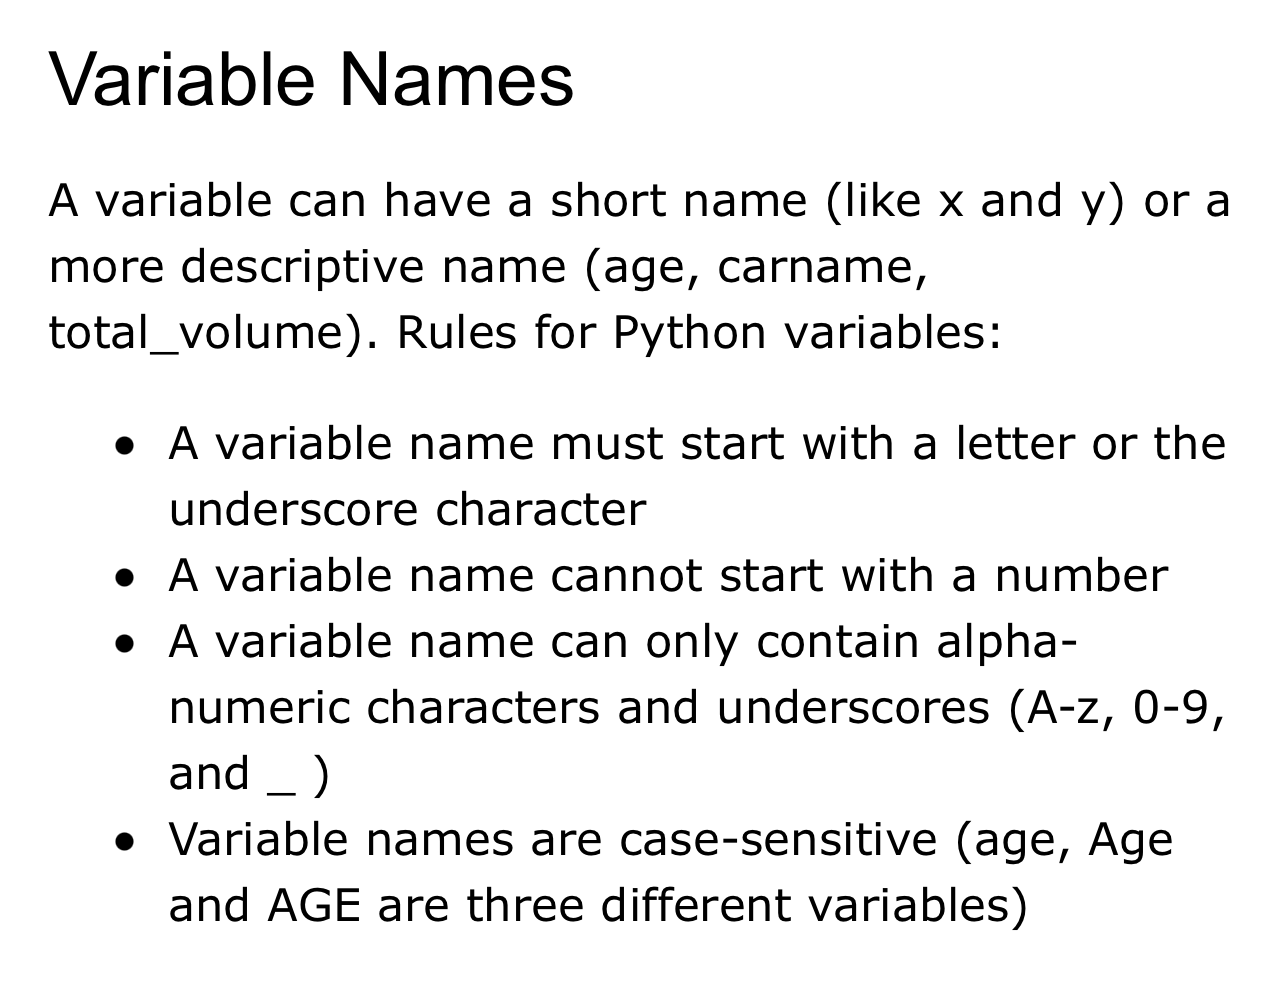 Variable Names
A variable can have a short name (like x and y) or a
more descriptive name (age, carname,
total_volume). Rules for Python variables:
● A variable name must start with a letter or the
underscore character
● A variable name cannot start with a number
● A variable name can only contain alpha-
numeric characters and underscores (A-z, 0-9,
and _ )
● Variable names are case-sensitive (age, Age
and AGE are three different variables)